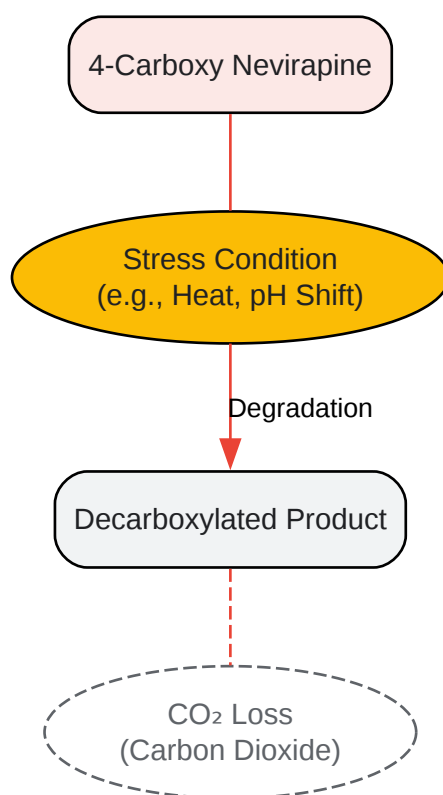 4-Carboxy Nevirapine
Stress Condition
(e.g., Heat, pH Shift)
Degradation
Decarboxylated Product
CO₂ Loss
(Carbon Dioxide)